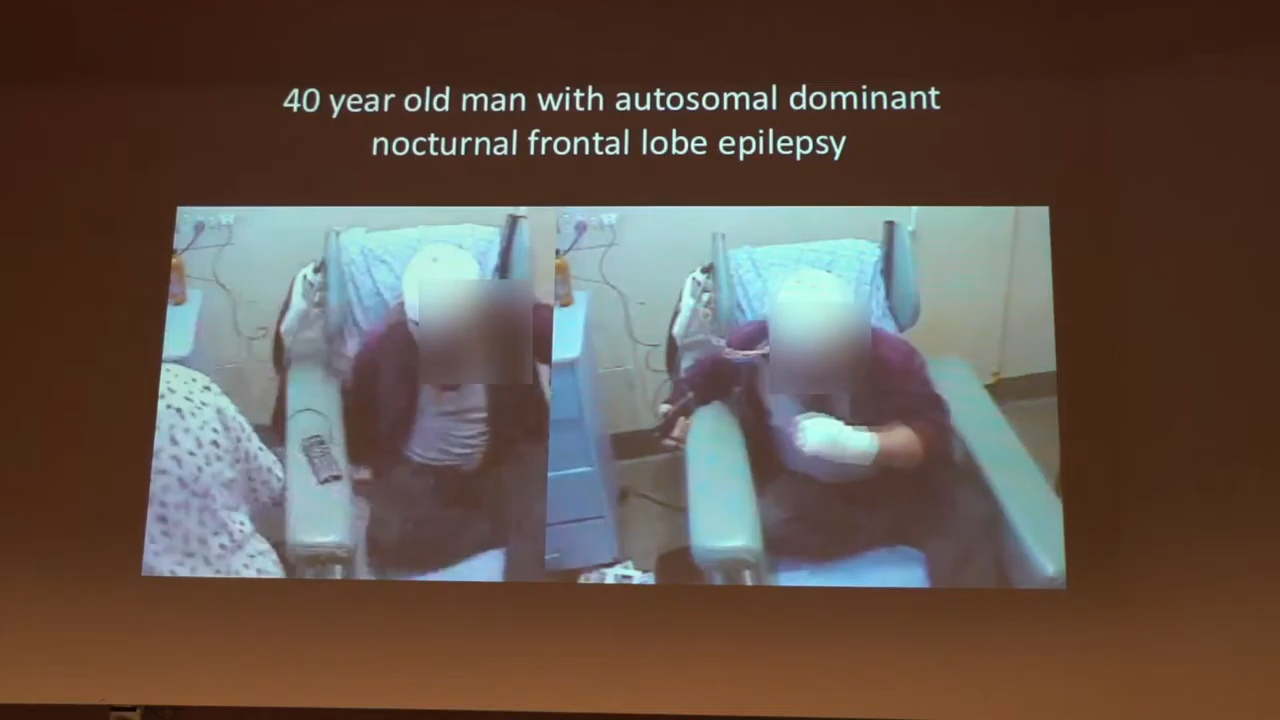 40 year old man with autosomal dominant
nocturnal frontal lobe epilepsy